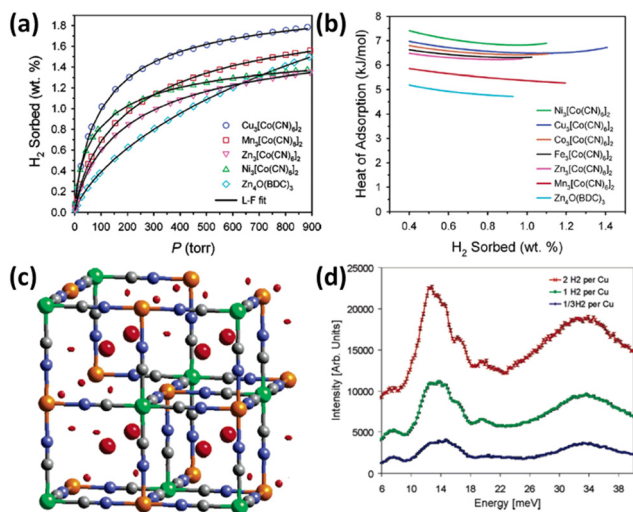 (a)
H2 Sorbed (wt. %)
1.8
1.6
1.4
1.2
1.0
0.8
0.6
0.4
0.2
0.0
Cu3[Co(CN)6]2
Mn3[Co(CN)6]2
Zn3[Co(CN)6]2
Ni3[Co(CN)6]2
Zn4O(BDC)3
L-F fit
0 100 200 300 400 500 600 700 800 900
P (torr)
(b)
Heat of Adsorption (kJ/mol)
8
7
6
5
4
3
2
1
0
Ni3[Co(CN)6]2
Cu3[Co(CN)6]2
Co3[Co(CN)6]2
Fe3[Co(CN)6]2
Zn3[Co(CN)6]2
Mn3[Co(CN)6]2
Zn4O(BDC)3
0.4 0.6 0.8 1.0 1.2 1.4
H2 Sorbed (wt. %)
(c)
(d)
Intensity [Arb. Units]
25000
20000
15000
10000
5000
0
2 H2 per Cu
1 H2 per Cu
1/3H2 per Cu
6 10 14 18 22 26 30 34 38
Energy [meV]